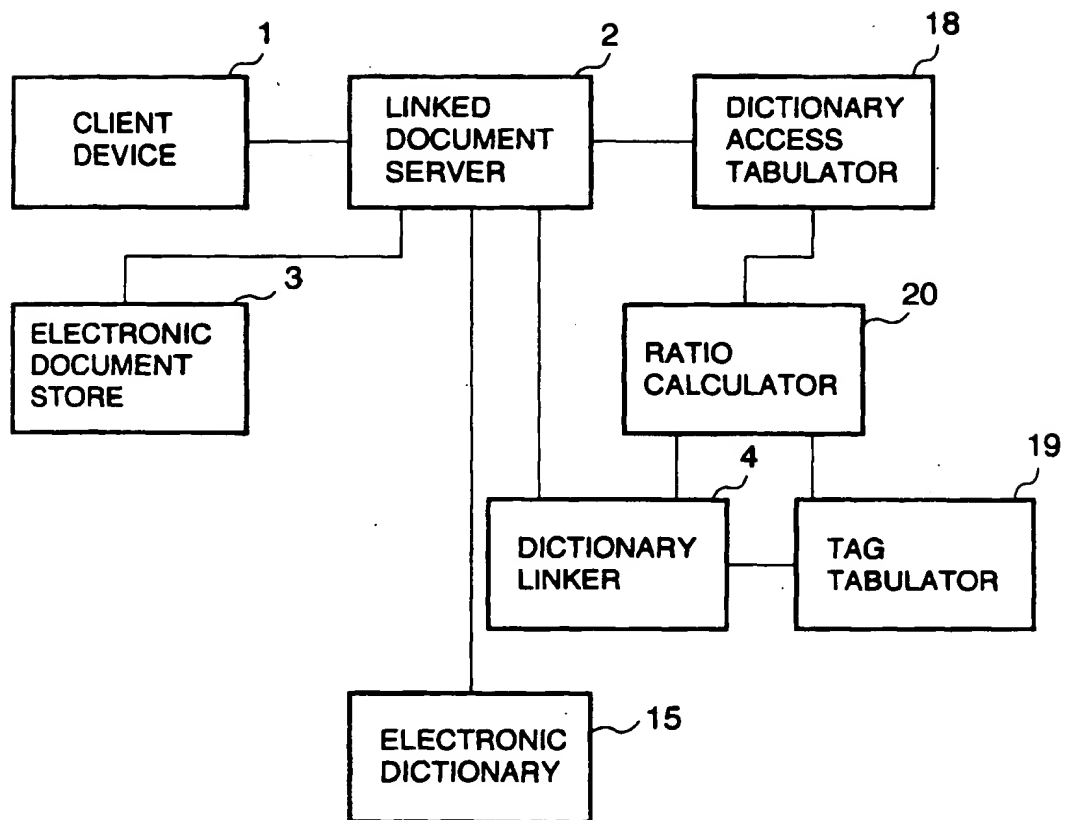 1
CLIENT
DEVICE
2
LINKED
DOCUMENT
SERVER
18
DICTIONARY
ACCESS
TABULATOR
3
ELECTRONIC
DOCUMENT
STORE
20
RATIO
CALCULATOR
4
DICTIONARY
LINKER
19
TAG
TABULATOR
15
ELECTRONIC
DICTIONARY